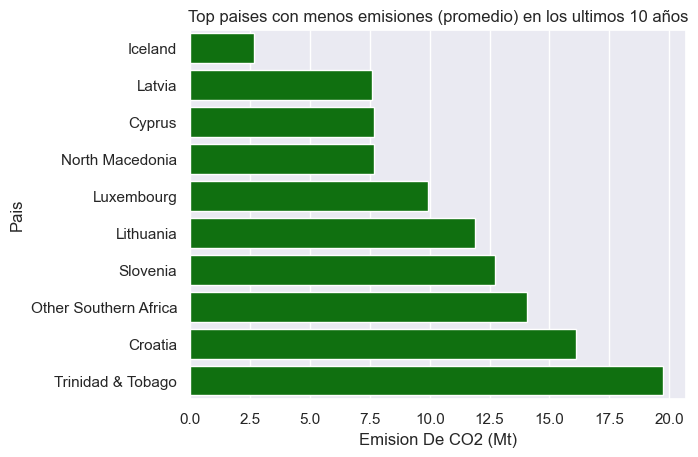 Top paises con menos emisiones (promedio) en los ultimos 10 años
Iceland
Latvia
Cyprus
North Macedonia
Luxembourg
Lithuania
Slovenia
Other Southern Africa
Croatia
Trinidad & Tobago
Pais
0.0 2.5 5.0 7.5 10.0 12.5 15.0 17.5 20.0
Emision De CO2 (Mt)